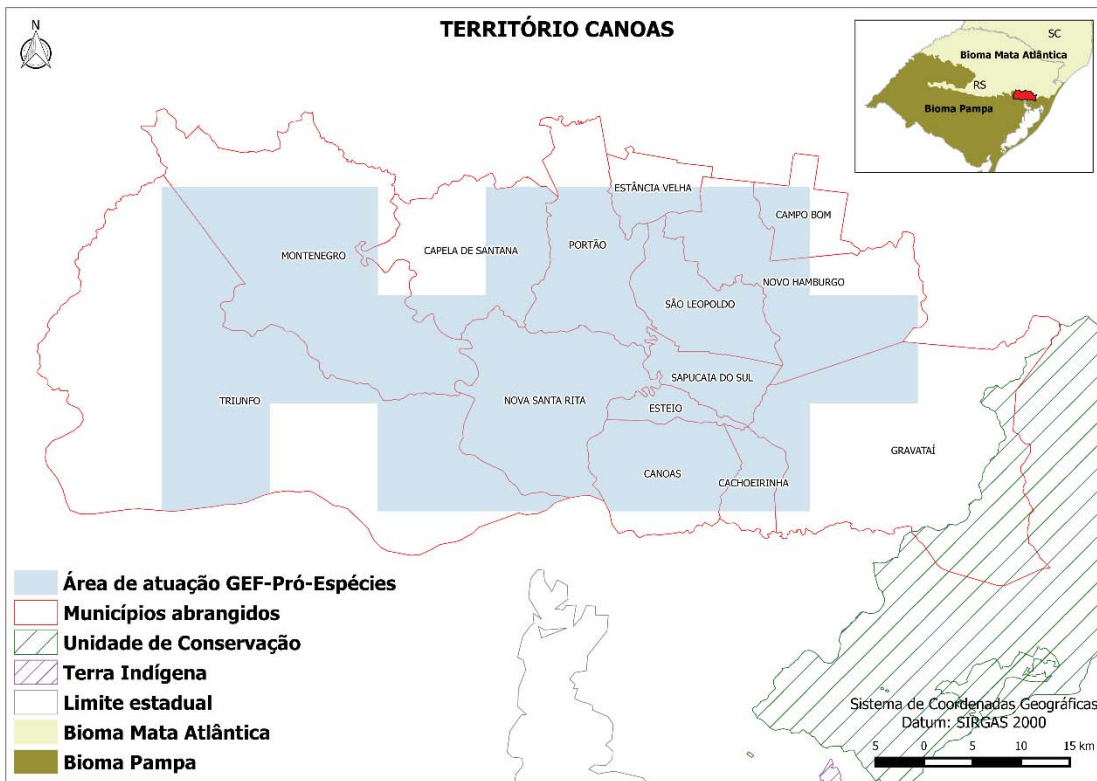 TERRITÓRIO CANOAS
N
SC
Bioma Mata Atlântica
RS
Bioma Pampa
ESTÂNCIA VELHA
CAMPO BOM
MONTENEGRO
CAPELA DE SANTANA
PORTÃO
NOVO HAMBURGO
SÃO LEOPOLDO
SAPUCAIA DO SUL
TRIUNFO
NOVA SANTA RITA
ESTEIO
GRAVATAÍ
CANOAS
CACHOEIRINHA
Área de atuação GEF-Pró-Espécies
Municípios abrangidos
Unidade de Conservação
Terra Indígena
Limite estadual
Bioma Mata Atlântica
Bioma Pampa
Sistema de Coordenadas Geográficas
Datum: SIRGAS 2000
5 0 5 10 15 km